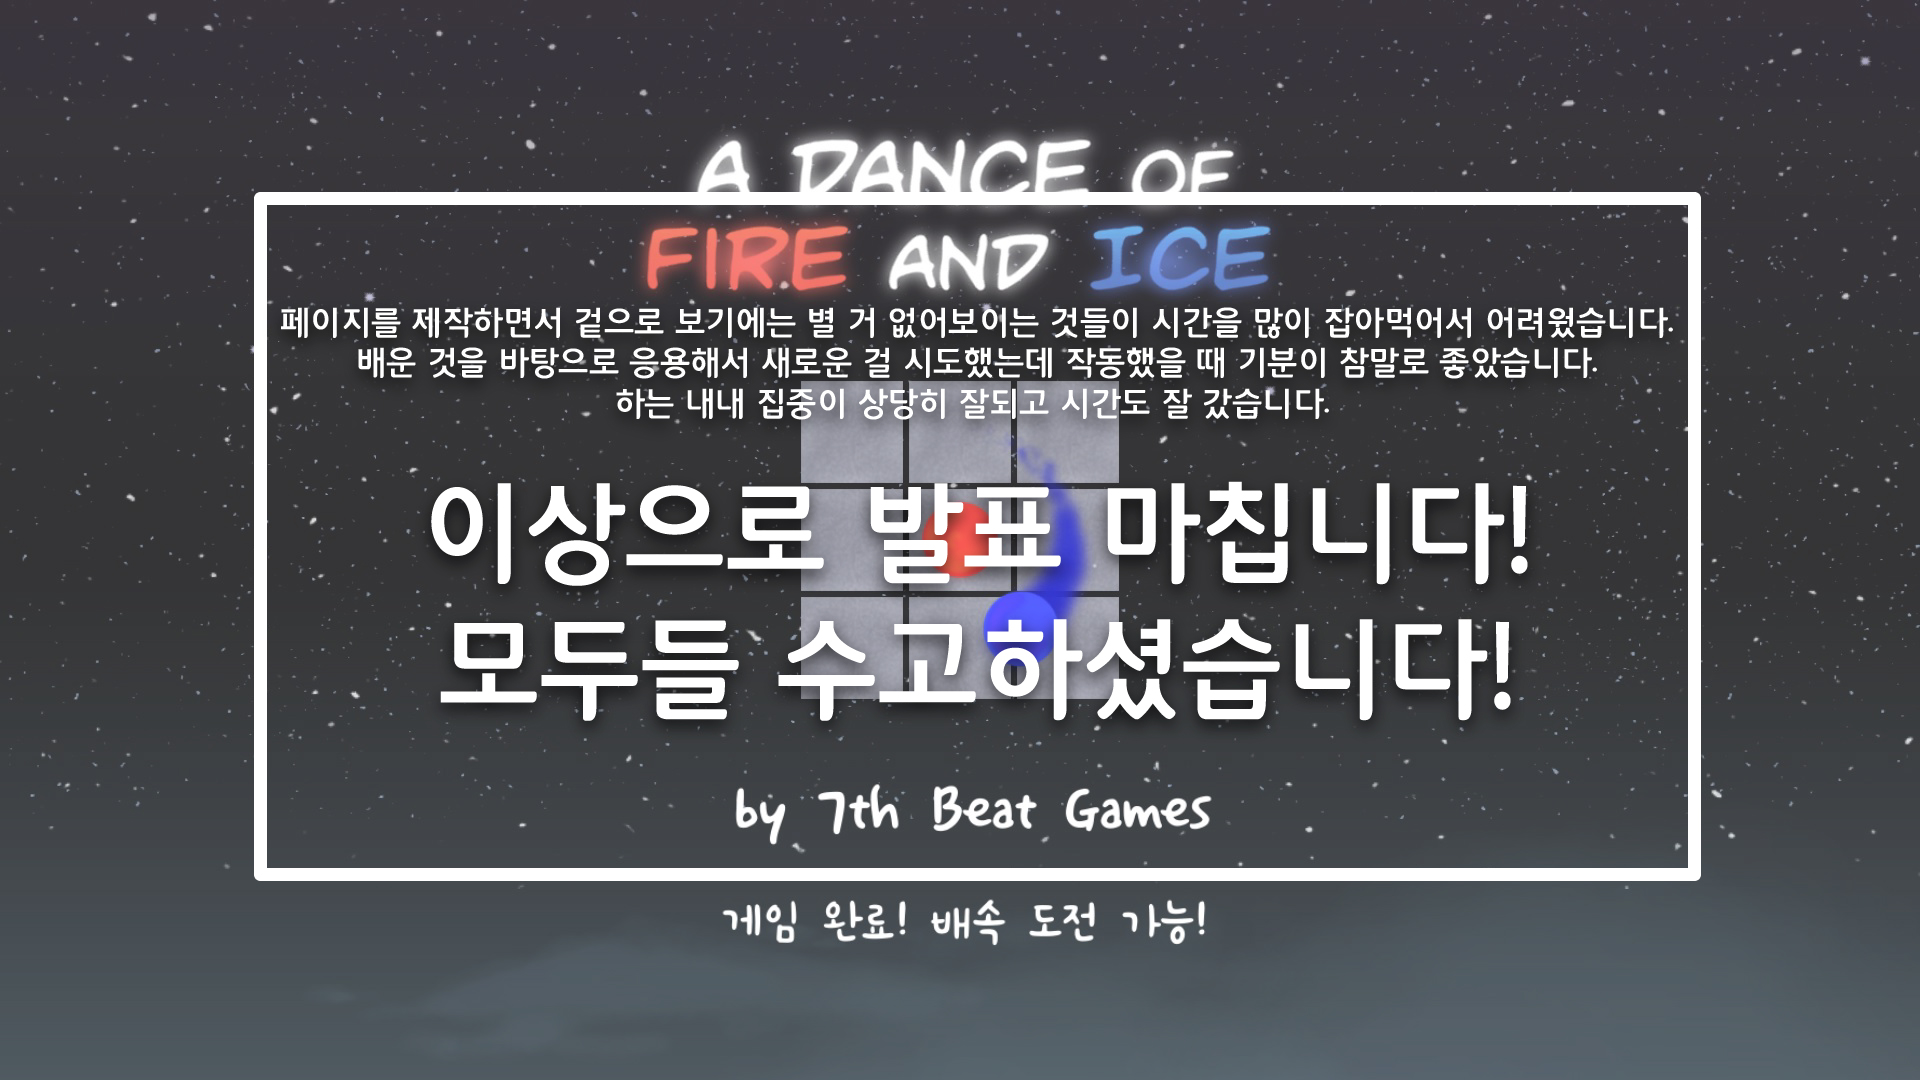 A DANCE OF
FIRE AND ICE
페이지를 제작하면서 겉으로 보기에는 별 거 없어보이는 것들이 시간을 많이 잡아먹어서 어려웠습니다.
배운 것을 바탕으로 응용해서 새로운 걸 시도했는데 작동했을 때 기분이 참말로 좋았습니다.
하는 내내 집중이 상당히 잘되고 시간도 잘 갔습니다.
이상으로 발표 마칩니다!
모두들 수고하셨습니다!
by 7th Beat Games
게임 완료! 배속 도전 가능!